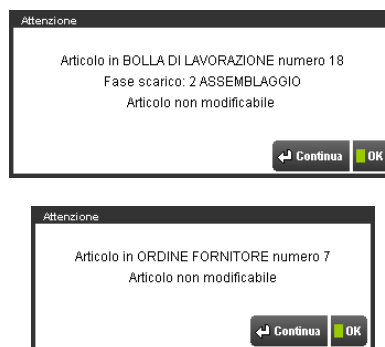 Attenzione
Articolo in BOLLA DI LAVORAZIONE numero 18
Fase scarico: 2 ASSEMBLAGGIO
Articolo non modificabile
Continua OK
Attenzione
Articolo in ORDINE FORNITORE numero 7
Articolo non modificabile
Continua OK